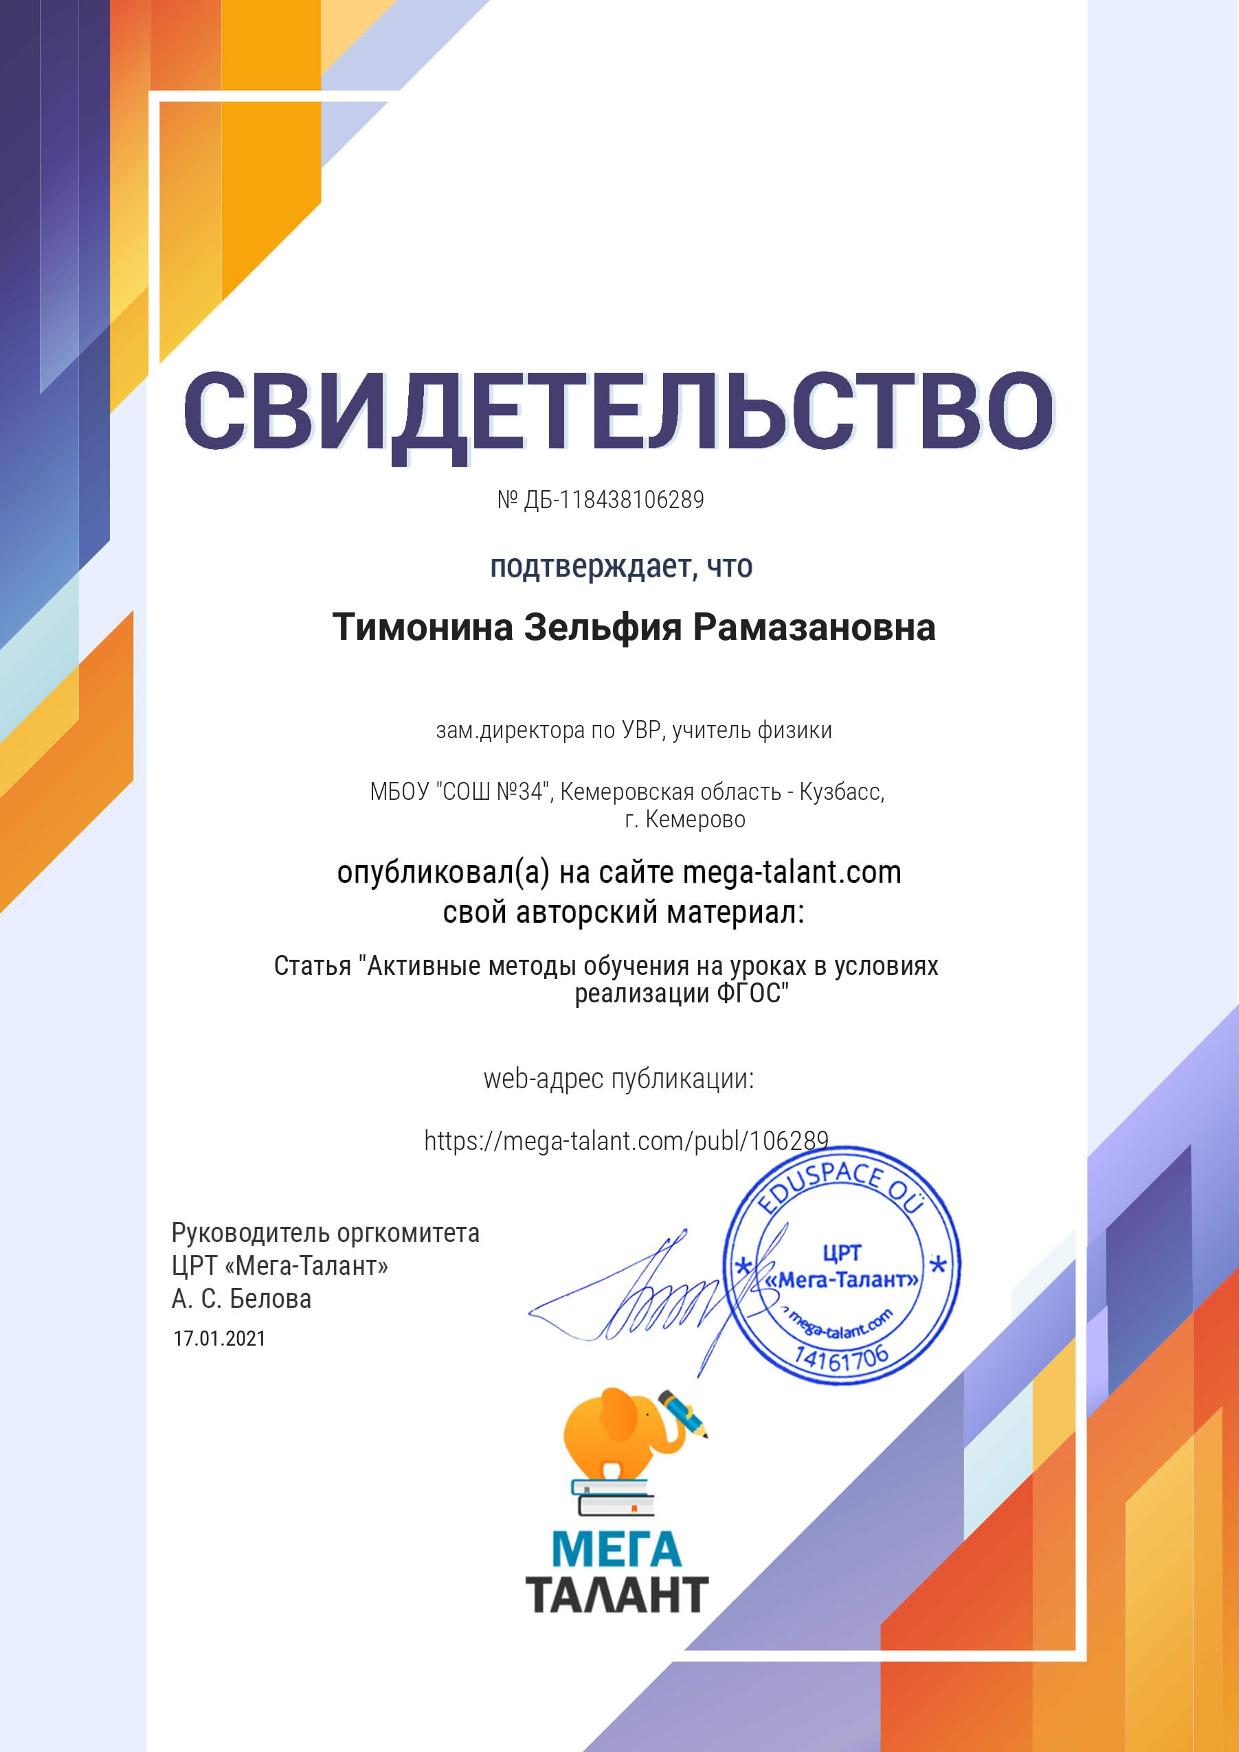 СВИДЕТЕЛЬСТВО
№ ДБ-118438106289
подтверждает, что
Тимонина Зельфия Рамазановна
зам.директора по УВР, учитель физики
МБОУ "СОШ №34", Кемеровская область - Кузбасс,
г. Кемерово
опубликовал(а) на сайте mega-talant.com
свой авторский материал:
Статья "Активные методы обучения на уроках в условиях
реализации ФГОС"
web-адрес публикации:
https://mega-talant.com/publ/106289
Руководитель оргкомитета
ЦРТ «Мега-Талант»
А. С. Белова
17.01.2021
EDUSPACE OÜ
ЦРТ
«Мега-Талант»
mega-talant.com
14161706
МЕГА
ТАЛАНТ